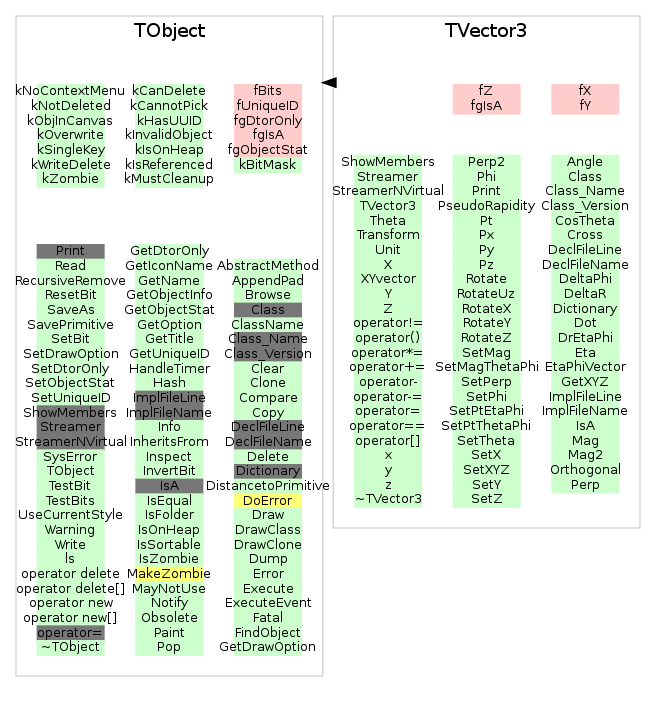 TObject
kNoContextMenu
kNotDeleted
kObjInCanvas
kOverwrite
kSingleKey
kWriteDelete
kZombie
kCanDelete
kCannotPick
kHasUUID
kInvalidObject
kIsOnHeap
kIsReferenced
kMustCleanup
fBits
fUniqueID
fgDtorOnly
fgIsA
fgObjectStat
kBitMask
Print
Read
RecursiveRemove
ResetBit
SaveAs
SavePrimitive
SetBit
SetDrawOption
SetDtorOnly
SetObjectStat
SetUniqueID
ShowMembers
Streamer
StreamerNVirtual
SysError
TObject
TestBit
TestBits
UseCurrentStyle
Warning
Write
ls
operator delete
operator delete[]
operator new
operator new[]
operator=
~TObject
GetDtorOnly
GetIconName
GetName
GetObjectInfo
GetObjectStat
GetOption
GetTitle
GetUniqueID
HandleTimer
Hash
ImplFileLine
ImplFileName
Info
InheritsFrom
Inspect
InvertBit
IsA
IsEqual
IsFolder
IsOnHeap
IsSortable
IsZombie
MakeZombie
MayNotUse
Notify
Obsolete
Paint
Pop
AbstractMethod
AppendPad
Browse
Class
ClassName
Class_Name
Class_Version
Clear
Clone
Compare
Copy
DeclFileLine
DeclFileName
Delete
Dictionary
DistancetoPrimitive
DoError
Draw
DrawClass
DrawClone
Dump
Error
Execute
ExecuteEvent
Fatal
FindObject
GetDrawOption
TVector3
fZ
fgIsA
fX
fY
ShowMembers
Streamer
StreamerNVirtual
TVector3
Theta
Transform
Unit
X
XYvector
Y
Z
operator!=
operator()
operator*=
operator+=
operator-
operator-=
operator=
operator==
operator[]
x
y
z
~TVector3
Perp2
Phi
Print
PseudoRapidity
Pt
Px
Py
Pz
Rotate
RotateUz
RotateX
RotateY
RotateZ
SetMag
SetMagThetaPhi
SetPerp
SetPhi
SetPtEtaPhi
SetPtThetaPhi
SetTheta
SetX
SetXYZ
SetY
SetZ
Angle
Class
Class_Name
Class_Version
CosTheta
Cross
DeclFileLine
DeclFileName
DeltaPhi
DeltaR
Dictionary
Dot
DrEtaPhi
Eta
EtaPhiVector
GetXYZ
ImplFileLine
ImplFileName
IsA
Mag
Mag2
Orthogonal
Perp